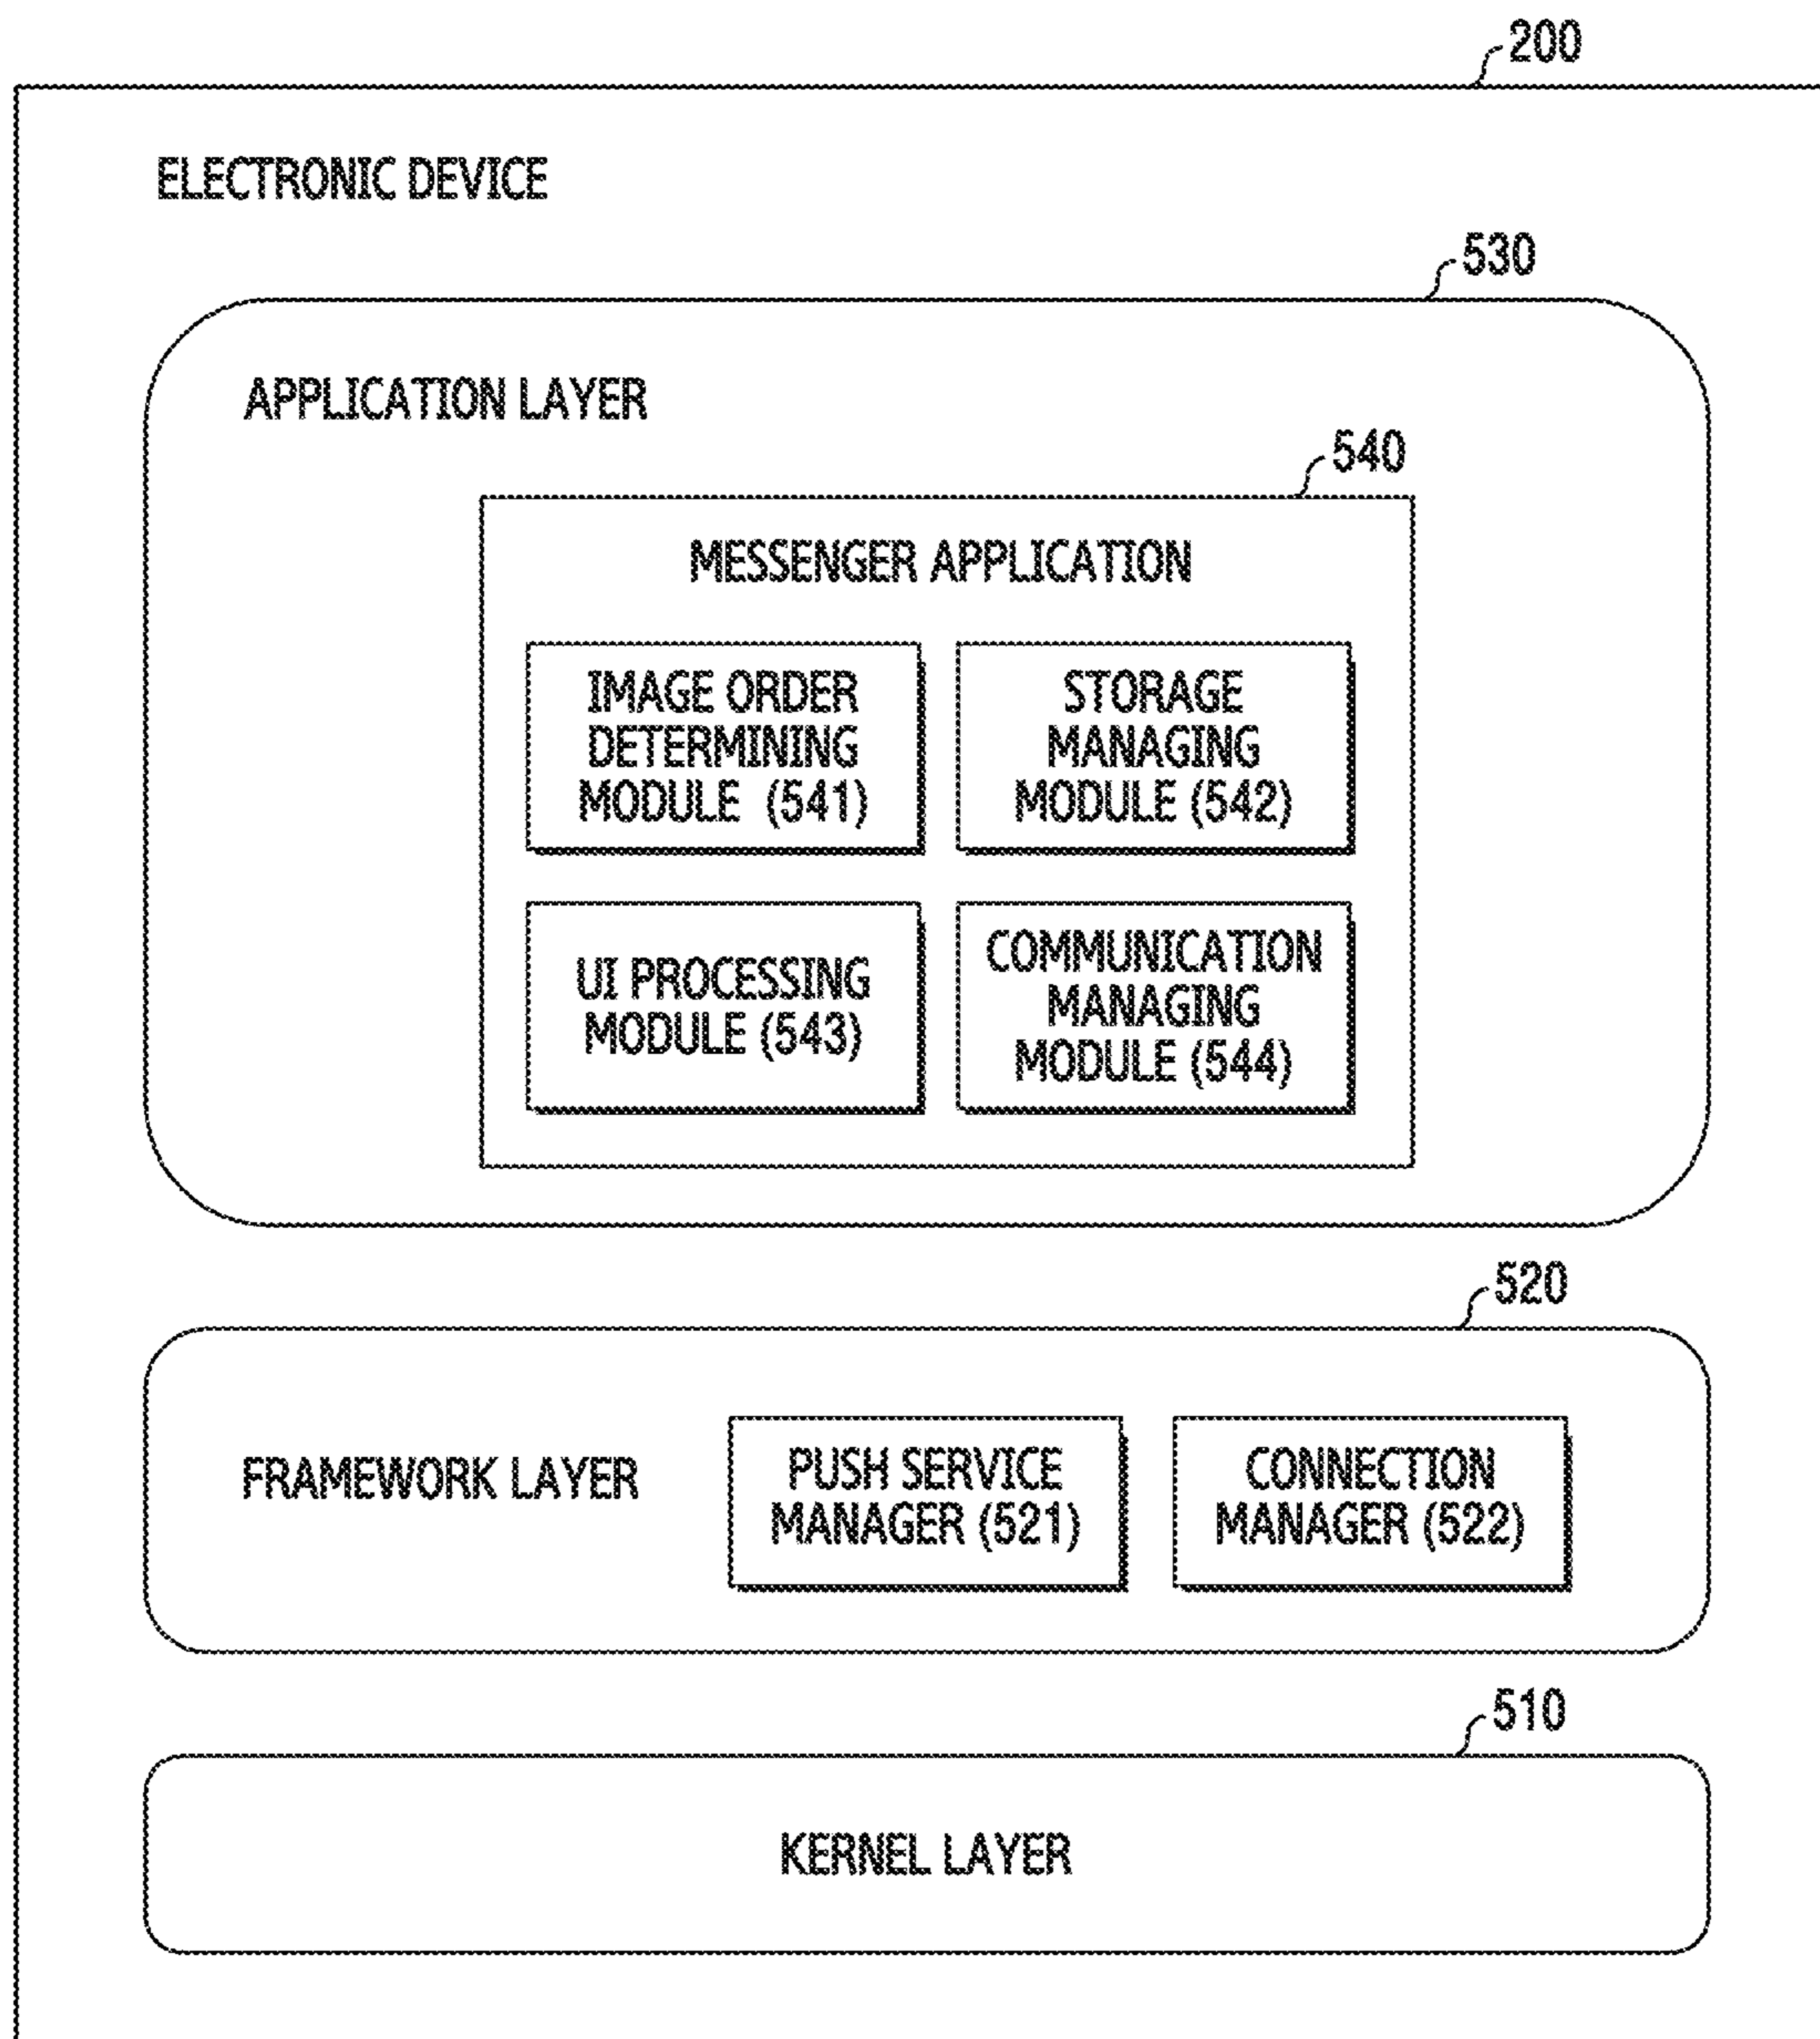 200
ELECTRONIC DEVICE
530
APPLICATION LAYER
540
MESSENGER APPLICATION
IMAGE ORDER
DETERMINING
MODULE (541)
STORAGE
MANAGING
MODULE (542)
UI PROCESSING
MODULE (543)
COMMUNICATION
MANAGING
MODULE (544)
520
FRAMEWORK LAYER
PUSH SERVICE
MANAGER (521)
CONNECTION
MANAGER (522)
510
KERNEL LAYER